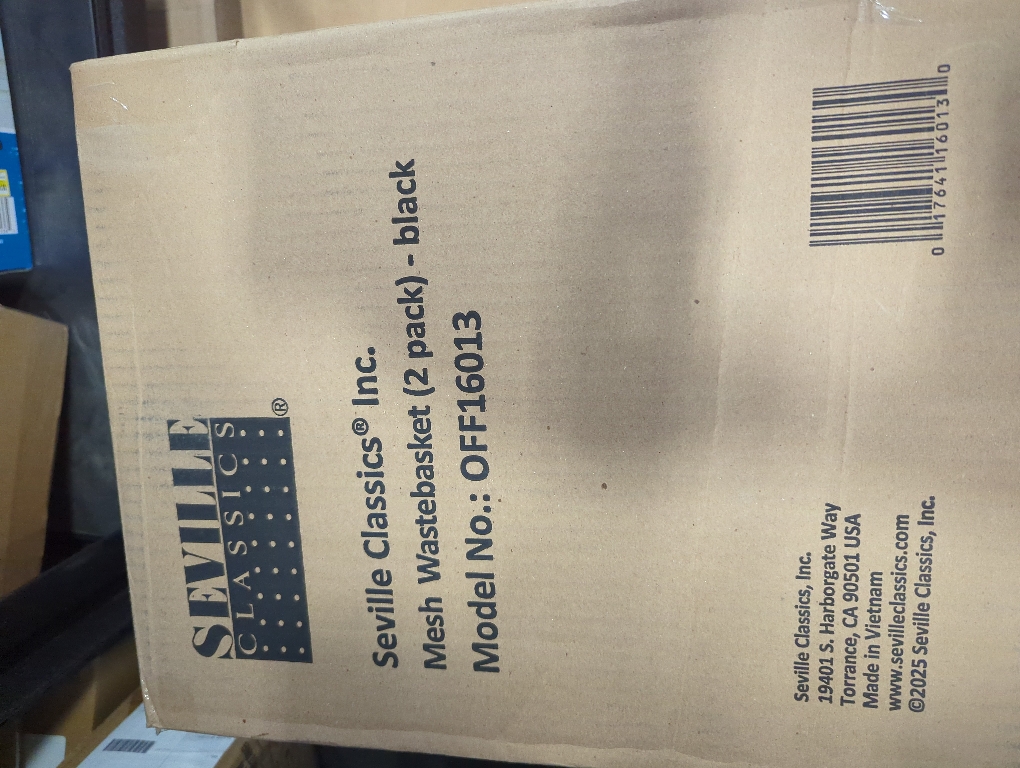 SEVILLE
CLASSICS®
Seville Classics® Inc.
Mesh Wastebasket (2 pack) - black
Model No.: OFF16013
Seville Classics, Inc.
19401 S. Harborgate Way
Torrance, CA 90501 USA
Made in Vietnam
www.sevilleclassics.com
©2025 Seville Classics, Inc.
0 17641 16013 0